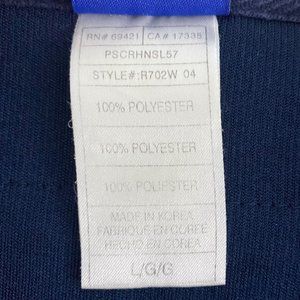 RN# 69421 CA# 17335
PSCRHNSL57
STYLE#:R702W 04
100% POLYESTER
100% POLYESTER
100% POLYESTER
MADE IN KOREA
FABRIQUE EN CORÉE
HECHO EN COREA
L/G/G